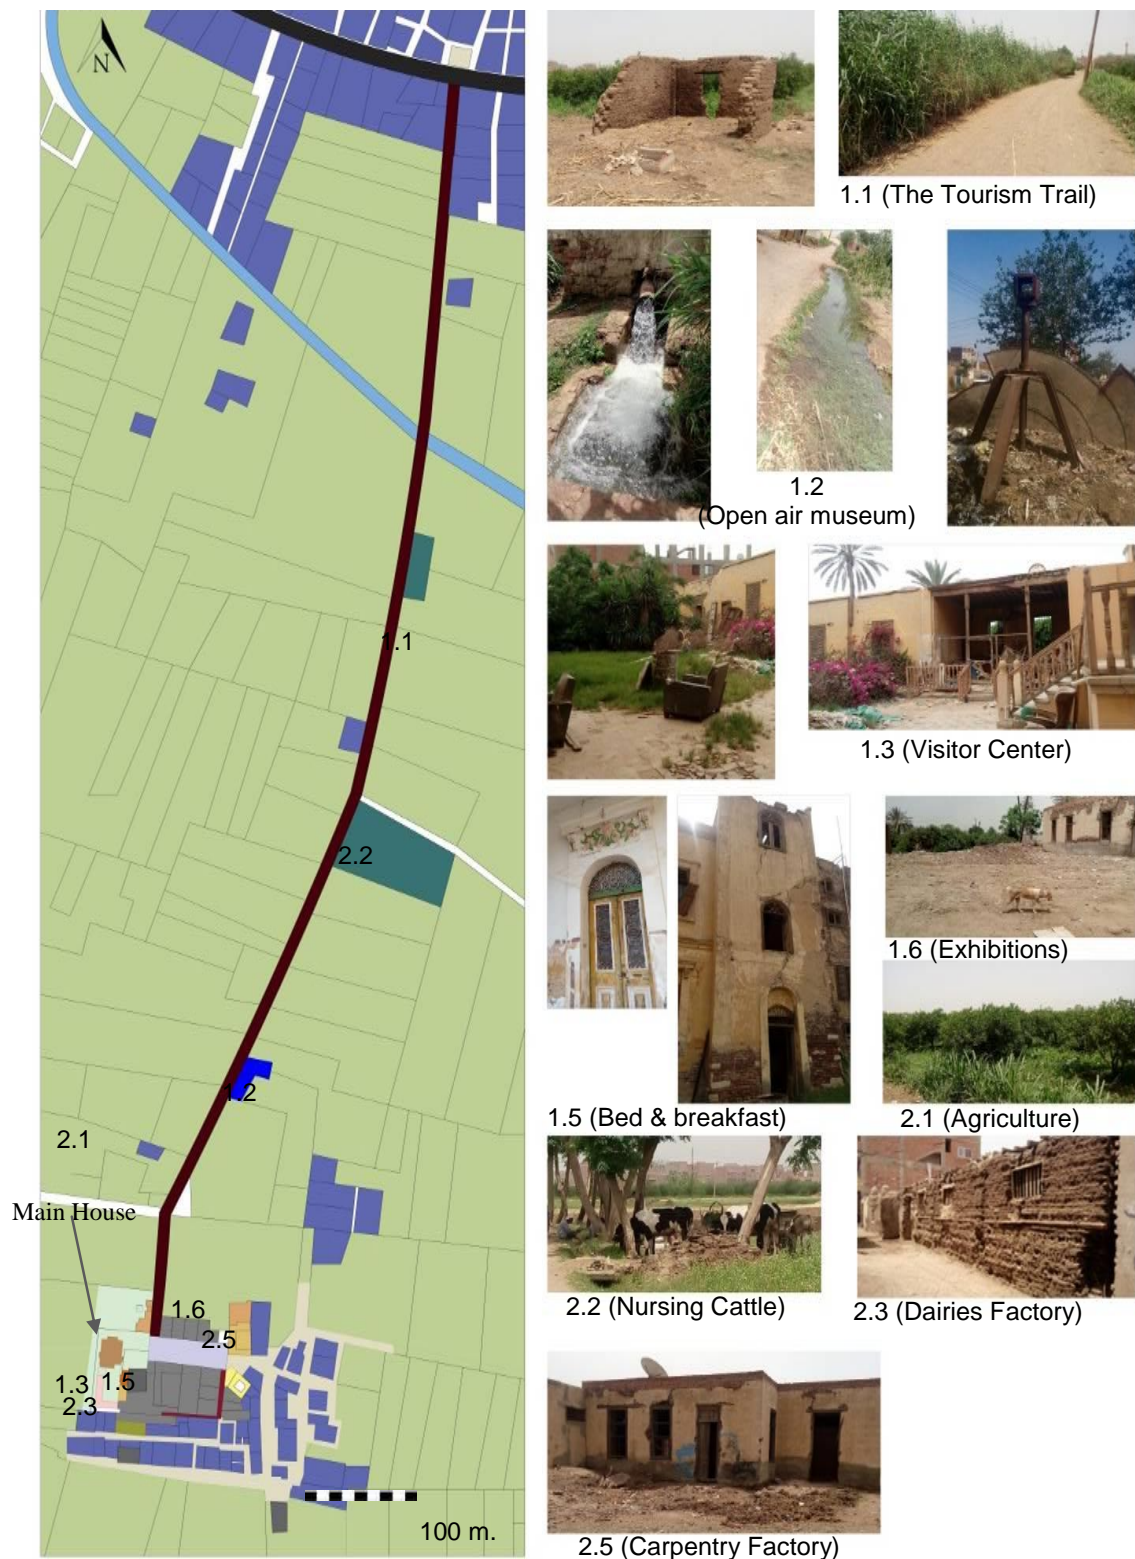 N
1.1
2.2
1.2
2.1
Main House
1.6
2.5
1.3
1.5
2.3
100 m.
1.1 (The Tourism Trail)
1.2
(Open air museum)
1.3 (Visitor Center)
1.5 (Bed & breakfast)
1.6 (Exhibitions)
2.1 (Agriculture)
2.2 (Nursing Cattle)
2.3 (Dairies Factory)
2.5 (Carpentry Factory)